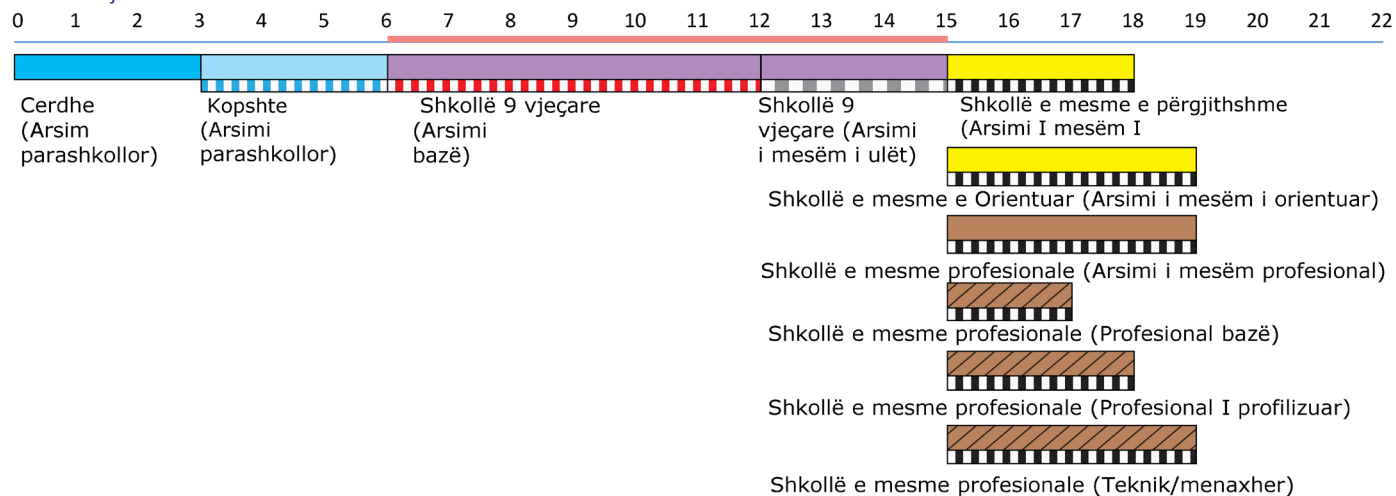 0 1 2 3 4 5 6 7 8 9 10 11 12 13 14 15 16 17 18 19 20 21 22
Cerdhe
(Arsim
parashkollor)
Kopshte
(Arsimi
parashkollor)
Shkollë 9 vjeçare
(Arsimi
bazë)
Shkollë 9
vjeçare (Arsimi
i mesëm i ulët)
Shkollë e mesme e përgjithshme
(Arsimi I mesëm I
Shkollë e mesme e Orientuar (Arsimi i mesëm i orientuar)
Shkollë e mesme profesionale (Arsimi i mesëm profesional)
Shkollë e mesme profesionale (Profesional bazë)
Shkollë e mesme profesionale (Profesional I profilizuar)
Shkollë e mesme profesionale (Teknik/menaxher)